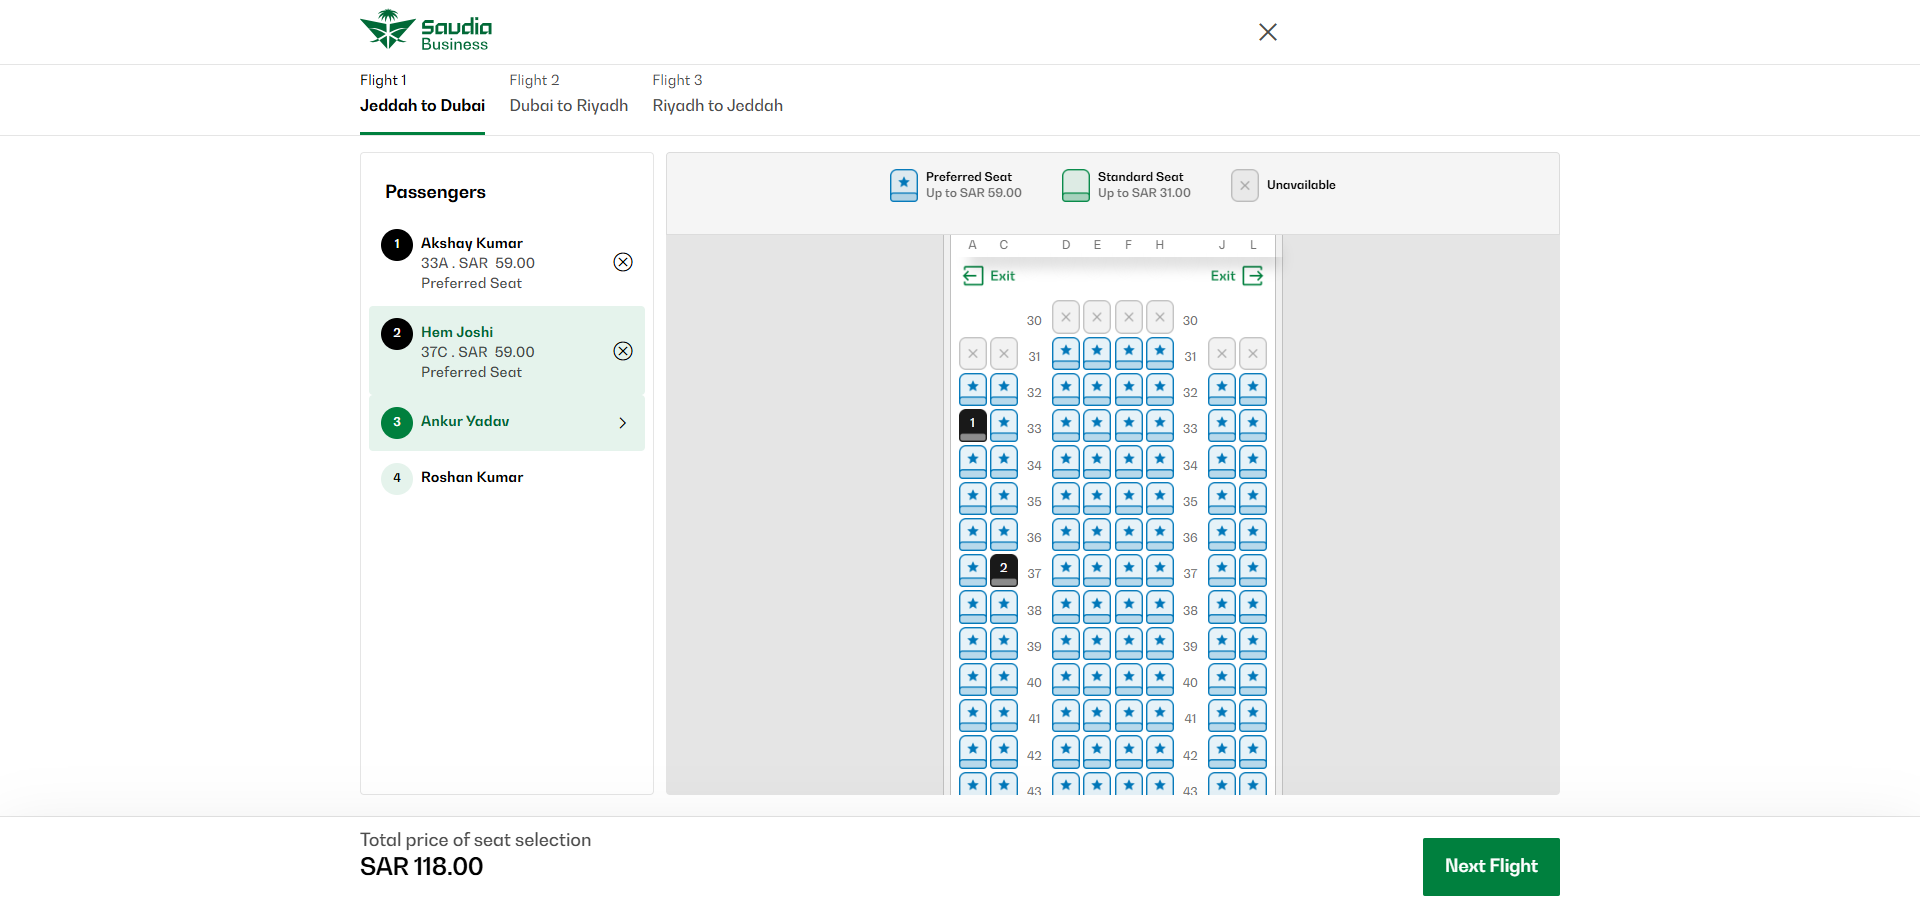 Saudia
Business
Flight 1
Jeddah to Dubai
Flight 2
Dubai to Riyadh
Flight 3
Riyadh to Jeddah
Passengers
1
Akshay Kumar
33A . SAR 59.00
Preferred Seat
2
Hem Joshi
37C . SAR 59.00
Preferred Seat
3
Ankur Yadav
4
Roshan Kumar
Preferred Seat
Up to SAR 59.00
Standard Seat
Up to SAR 31.00
Unavailable
A C D E F H J L
Exit Exit
30 30
31 31
32 32
1 33 33
34 34
35 35
36 36
2 37 37
38 38
39 39
40 40
41 41
42 42
43 43
Total price of seat selection
SAR 118.00
Next Flight